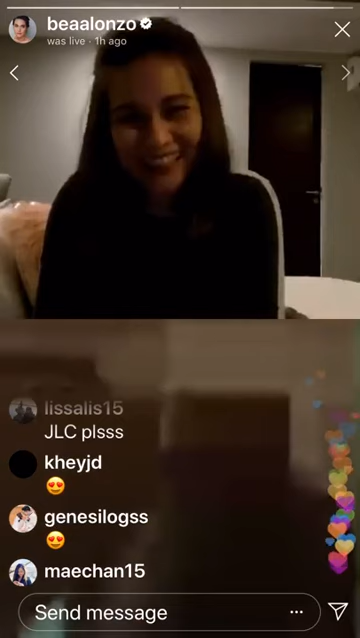 beaalonzo
was live · 1h ago
lissalis15
JLC plsss
kheyjd
😍
genesilogss
😍
maechan15
Send message